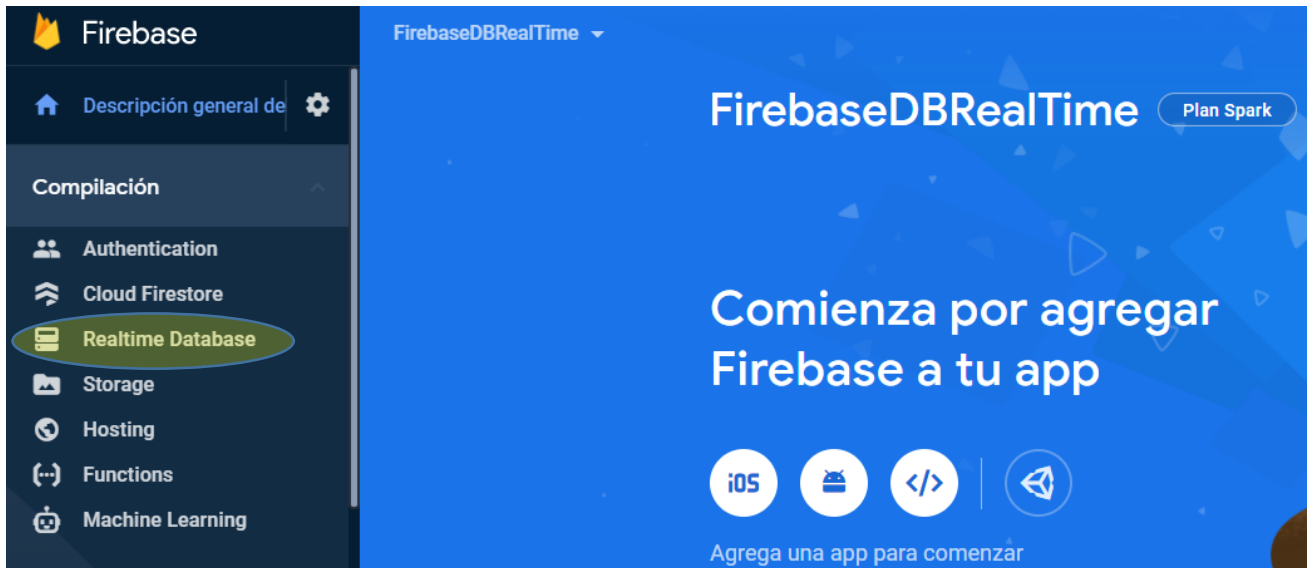 Firebase
Descripción general de
Compilación
Authentication
Cloud Firestore
Realtime Database
Storage
Hosting
Functions
Machine Learning
FirebaseDBRealTime
FirebaseDBRealTime Plan Spark
Comienza por agregar
Firebase a tu app
iOS </>
Agrega una app para comenzar